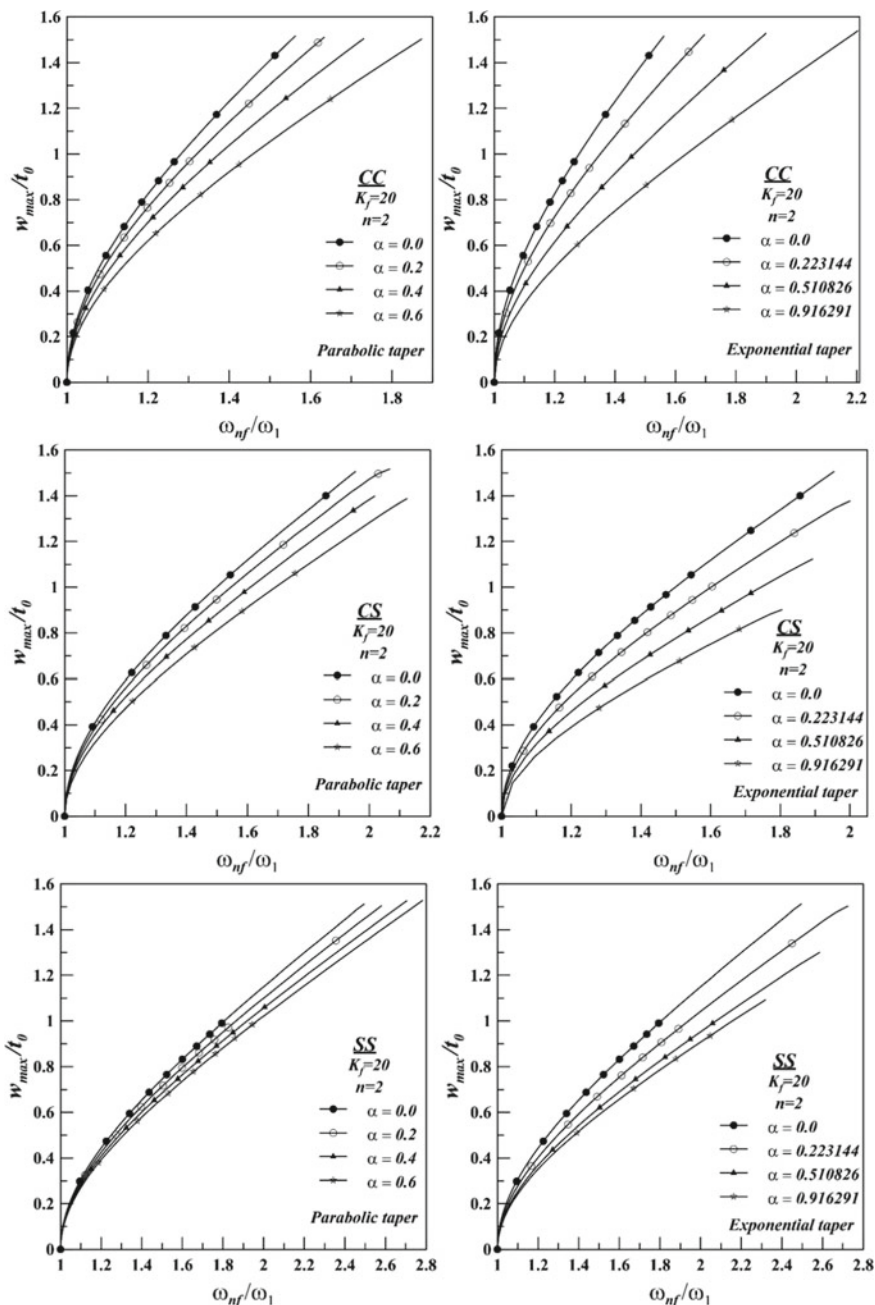 1.6
1.4
1.2
1
0.8
0.6
0.4
0.2
0
w_max/t_0
CC
K_f=20
n=2
α = 0.0
α = 0.2
α = 0.4
α = 0.6
Parabolic taper
1 1.2 1.4 1.6 1.8
ω_nf/ω_1
1.6
1.4
1.2
1
0.8
0.6
0.4
0.2
0
w_max/t_0
CC
K_f=20
n=2
α = 0.0
α = 0.223144
α = 0.510826
α = 0.916291
Exponential taper
1 1.2 1.4 1.6 1.8 2 2.2
ω_nf/ω_1
1.6
1.4
1.2
1
0.8
0.6
0.4
0.2
0
w_max/t_0
CS
K_f=20
n=2
α = 0.0
α = 0.2
α = 0.4
α = 0.6
Parabolic taper
1 1.2 1.4 1.6 1.8 2 2.2
ω_nf/ω_1
1.6
1.4
1.2
1
0.8
0.6
0.4
0.2
0
w_max/t_0
CS
K_f=20
n=2
α = 0.0
α = 0.223144
α = 0.510826
α = 0.916291
Exponential taper
1 1.2 1.4 1.6 1.8 2
ω_nf/ω_1
1.6
1.4
1.2
1
0.8
0.6
0.4
0.2
0
w_max/t_0
SS
K_f=20
n=2
α = 0.0
α = 0.2
α = 0.4
α = 0.6
Parabolic taper
1 1.2 1.4 1.6 1.8 2 2.2 2.4 2.6 2.8
ω_nf/ω_1
1.6
1.4
1.2
1
0.8
0.6
0.4
0.2
0
w_max/t_0
SS
K_f=20
n=2
α = 0.0
α = 0.223144
α = 0.510826
α = 0.916291
Exponential taper
1 1.2 1.4 1.6 1.8 2 2.2 2.4 2.6 2.8
ω_nf/ω_1